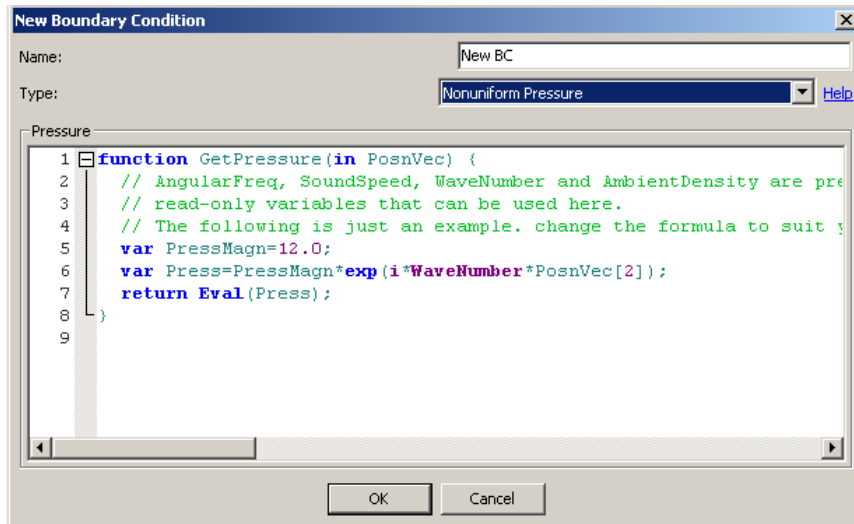 New Boundary Condition
Name:
New BC
Type:
Nonuniform Pressure
Help
Pressure
1 function GetPressure(in PosnVec) {
2 // AngularFreq, SoundSpeed, WaveNumber and AmbientDensity are pre
3 // read-only variables that can be used here.
4 // The following is just an example. change the formula to suit y
5 var PressMagn=12.0;
6 var Press=PressMagn*exp(i*WaveNumber*PosnVec[2]);
7 return Eval(Press);
8 }
9
OK
Cancel